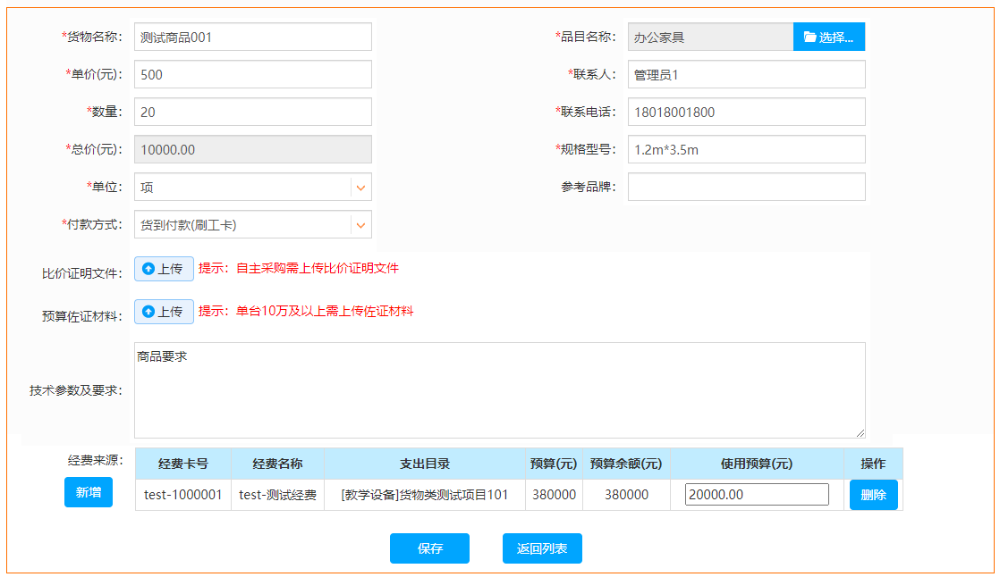 *货物名称: 测试商品001 *品目名称: 办公家具 选择...
*单价(元): 500 *联系人: 管理员1
*数量: 20 *联系电话: 18018001800
*总价(元): 10000.00 *规格型号: 1.2m*3.5m
*单位: 项 参考品牌:
*付款方式: 货到付款(刷工卡)
比价证明文件: 上传 提示：自主采购需上传比价证明文件
预算佐证材料: 上传 提示：单台10万及以上需上传佐证材料
技术参数及要求: 商品要求
经费来源: 经费卡号 经费名称 支出目录 预算(元) 预算余额(元) 使用预算(元) 操作
新增 test-1000001 test-测试经费 [教学设备]货物类测试项目101 380000 380000 20000.00 删除
保存 返回列表